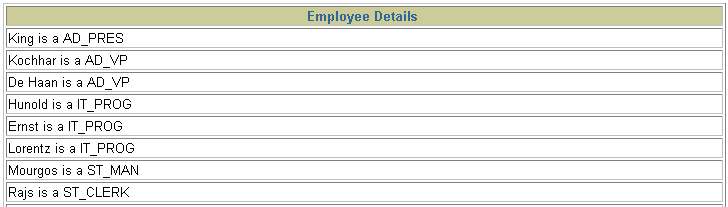 Employee Details
King is a AD_PRES
Kochhar is a AD_VP
De Haan is a AD_VP
Hunold is a IT_PROG
Ernst is a IT_PROG
Lorentz is a IT_PROG
Mourgos is a ST_MAN
Rajs is a ST_CLERK